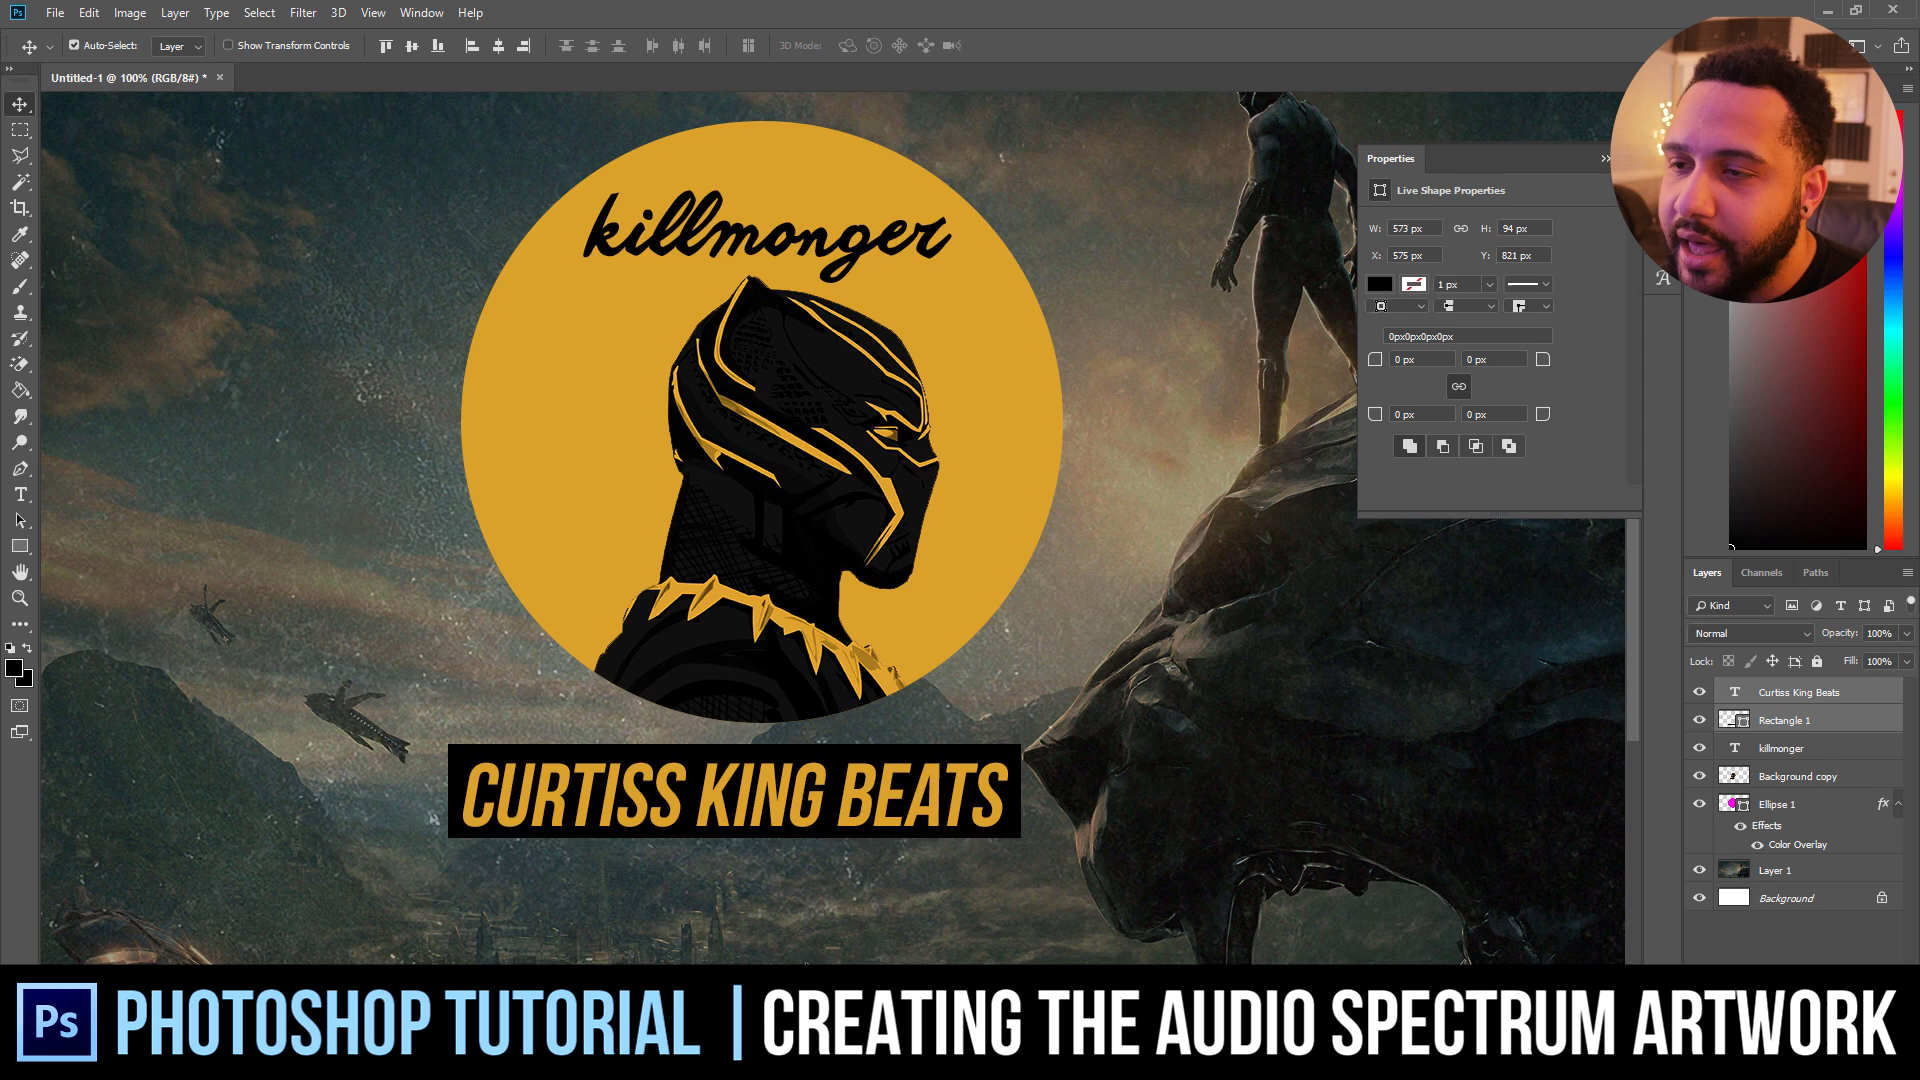 Ps File Edit Image Layer Type Select Filter 3D View Window Help
Auto-Select: Layer Show Transform Controls 3D Mode:
Untitled-1 @ 100% (RGB/8#) * ×
killmonger
CURTISS KING BEATS
Properties
Live Shape Properties
W: 573 px H: 94 px
X: 575 px Y: 821 px
1 px
0px0px0px0px
0 px 0 px
0 px 0 px
Layers Channels Paths
Kind
Normal Opacity: 100%
Lock: Fill: 100%
T Curtiss King Beats
Rectangle 1
T killmonger
Background copy
Ellipse 1 fx
Effects
Color Overlay
Layer 1
Background
Ps PHOTOSHOP TUTORIAL | CREATING THE AUDIO SPECTRUM ARTWORK